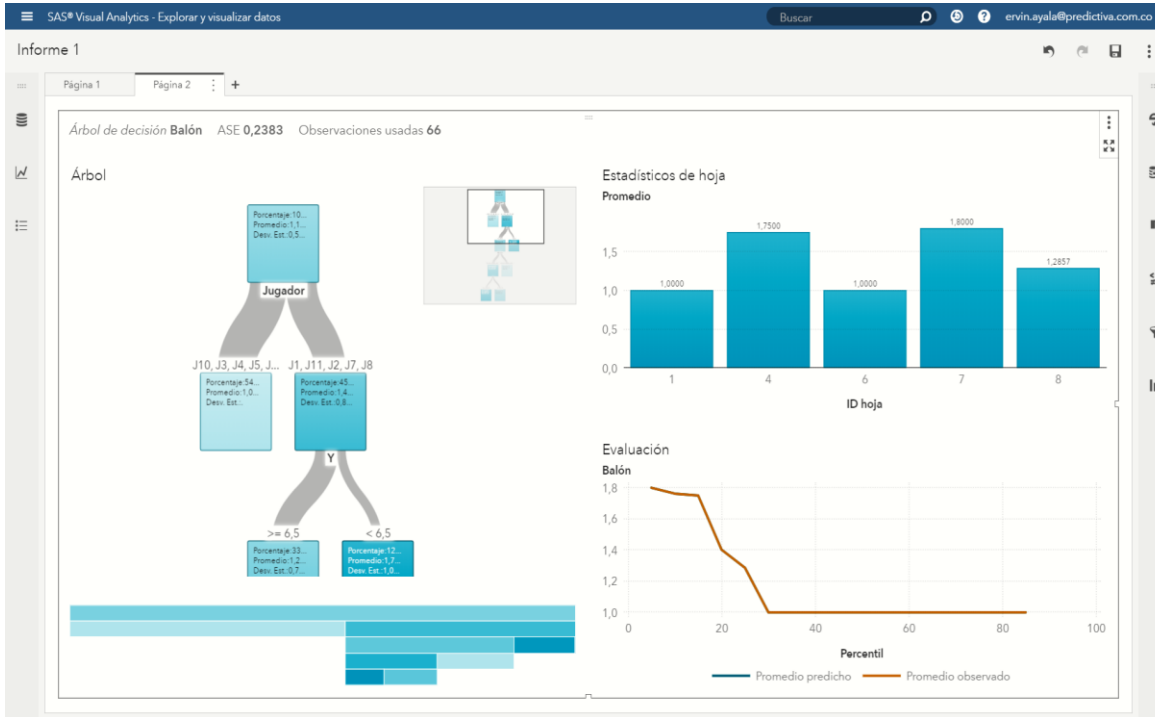 SAS® Visual Analytics - Explorar y visualizar datos
Buscar
ervin.ayala@predictiva.com.co
Informe 1
Página 1
Página 2
Árbol de decisión Balón ASE 0,2383 Observaciones usadas 66
Árbol
Porcentaje:10...
Promedio:1,1...
Desv. Est.:0,5...
Jugador
J10, J3, J4, J5, J... J1, J11, J2, J7, J8
Porcentaje:54...
Promedio:1,0...
Desv. Est.:.
Porcentaje:45...
Promedio:1,4...
Desv. Est.:0,8...
Y
>= 6,5 < 6,5
Porcentaje:33...
Promedio:1,2...
Desv. Est.:0,7...
Porcentaje:12...
Promedio:1,7...
Desv. Est.:1,0...
Estadísticos de hoja
Promedio
1,5
1,0
0,5
0,0
1,0000 1,7500 1,0000 1,8000 1,2857
1 4 6 7 8
ID hoja
Evaluación
Balón
1,8
1,6
1,4
1,2
1,0
0 20 40 60 80 100
Percentil
Promedio predicho Promedio observado